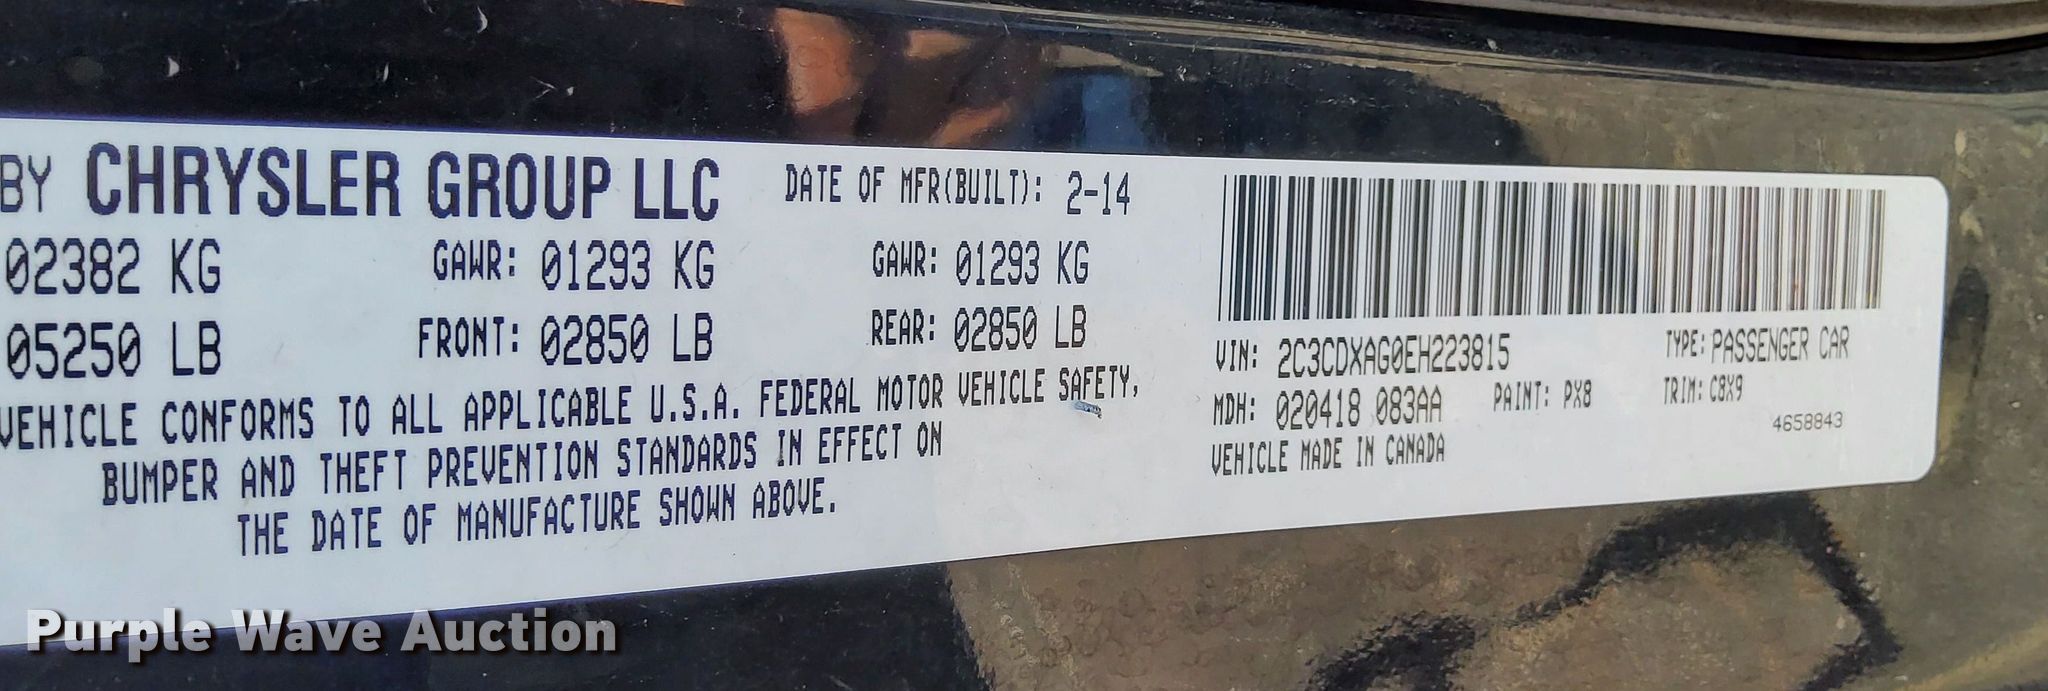 BY CHRYSLER GROUP LLC DATE OF MFR(BUILT): 2-14
02382 KG GAWR: 01293 KG GAWR: 01293 KG
05250 LB FRONT: 02850 LB REAR: 02850 LB
VEHICLE CONFORMS TO ALL APPLICABLE U.S.A. FEDERAL MOTOR VEHICLE SAFETY,
BUMPER AND THEFT PREVENTION STANDARDS IN EFFECT ON
THE DATE OF MANUFACTURE SHOWN ABOVE.
VIN: 2C3CDXAG0EH223815 TYPE: PASSENGER CAR
MDH: 020418 083AA PAINT: PX8 TRIM: C8X9
VEHICLE MADE IN CANADA 4658843
Purple Wave Auction